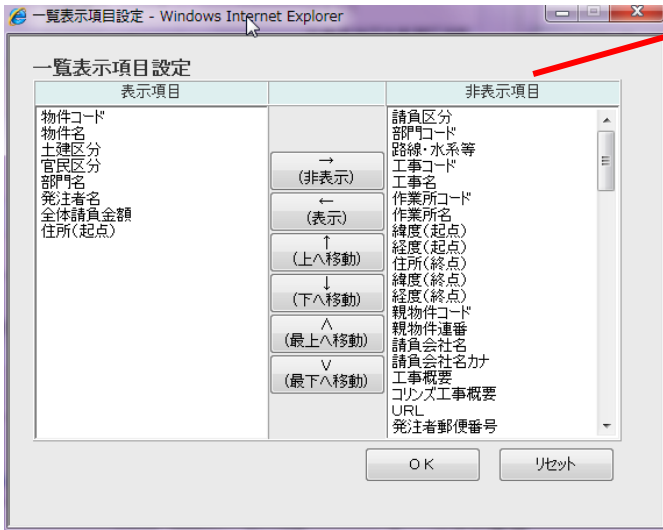 一覧表示項目設定 - Windows Internet Explorer
一覧表示項目設定
表示項目
非表示項目
物件コード
物件名
土建区分
官民区分
部門名
発注者名
全体請負金額
住所(起点)
→
(非表示)
←
(表示)
↑
(上へ移動)
↓
(下へ移動)
∧
(最上へ移動)
∨
(最下へ移動)
請負区分
部門コード
路線・水系等
工事コード
工事名
作業所コード
作業所名
緯度(起点)
経度(起点)
住所(終点)
緯度(終点)
経度(終点)
親物件コード
親物件連番
請負会社名
請負会社名カナ
工事概要
コリンズ工事概要
URL
発注者郵便番号
OK
リセット